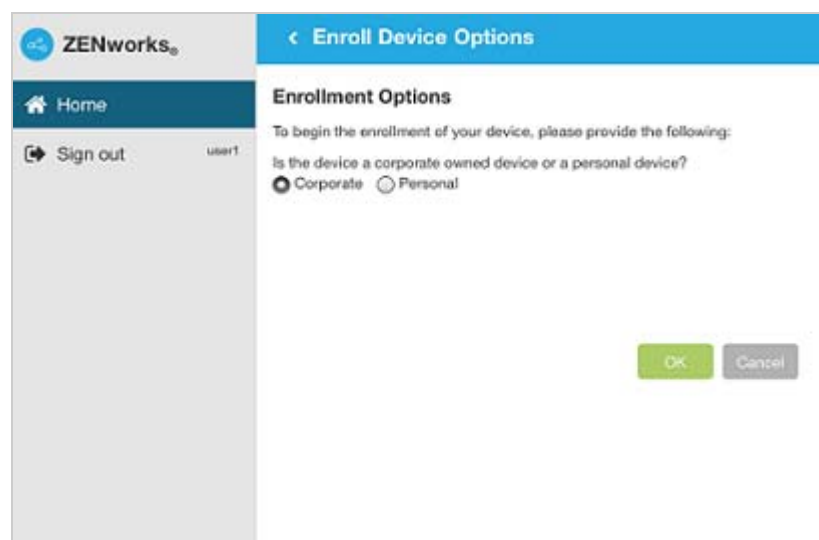 ZENworks®
Home
Sign out user1
‹ Enroll Device Options
Enrollment Options
To begin the enrollment of your device, please provide the following:
Is the device a corporate owned device or a personal device?
Corporate Personal
OK Cancel